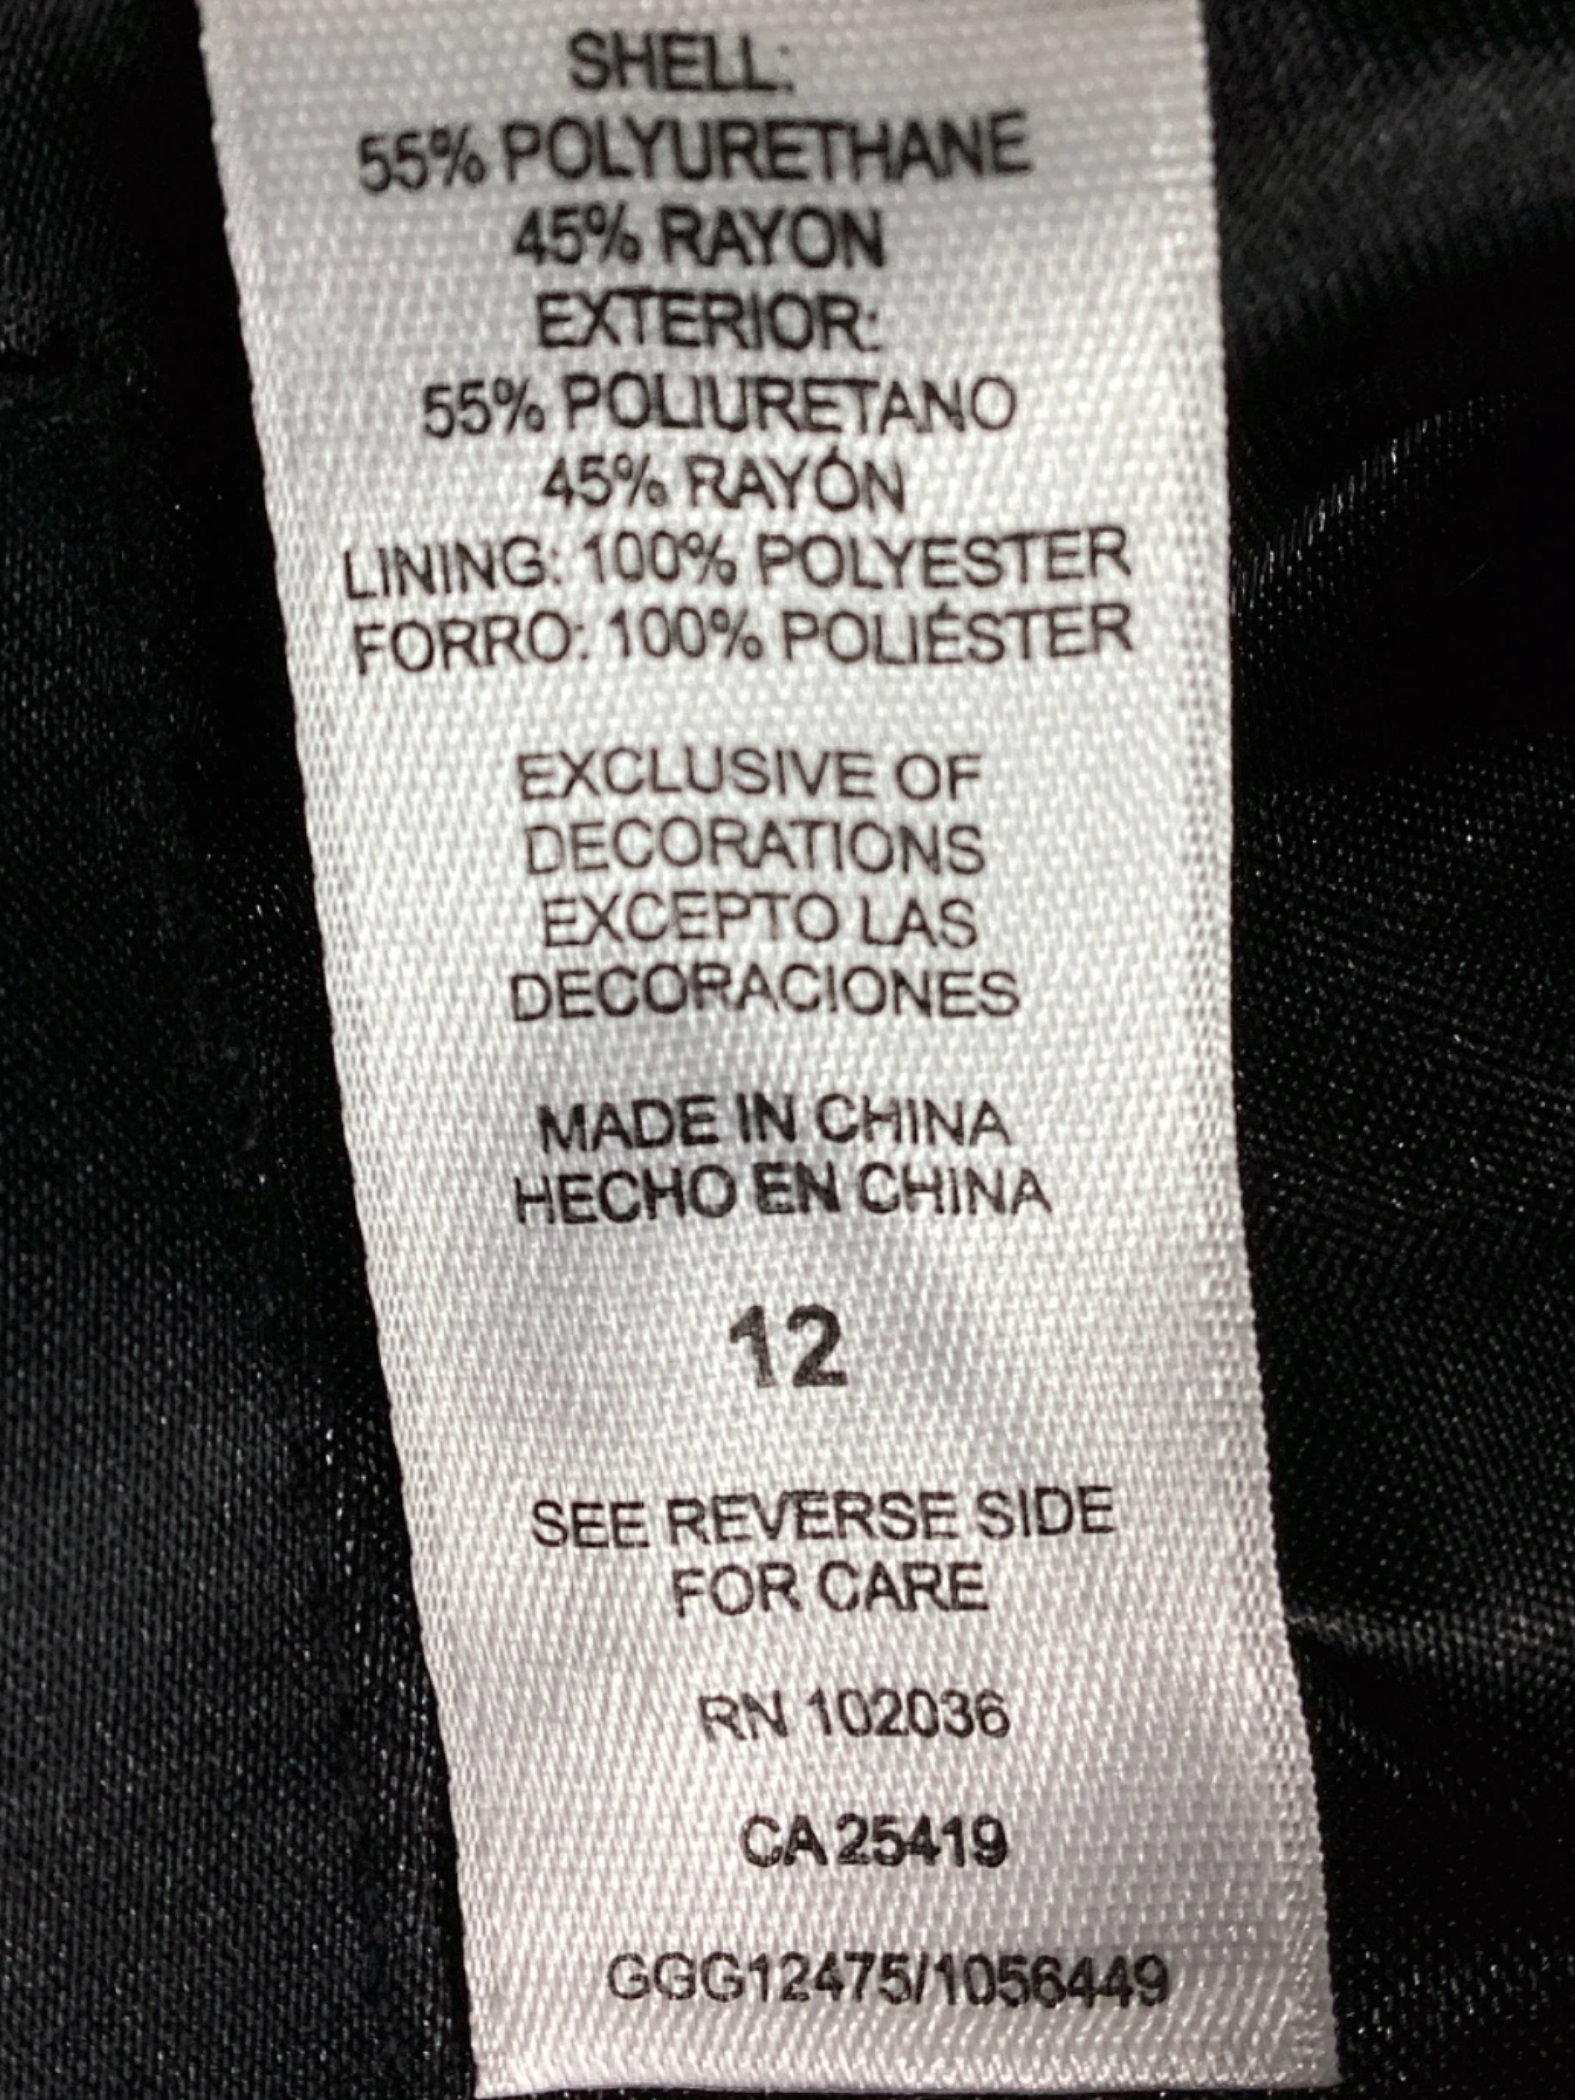 SHELL:
55% POLYURETHANE
45% RAYON
EXTERIOR:
55% POLIURETANO
45% RAYÓN
LINING: 100% POLYESTER
FORRO: 100% POLIÉSTER
EXCLUSIVE OF
DECORATIONS
EXCEPTO LAS
DECORACIONES
MADE IN CHINA
HECHO EN CHINA
12
SEE REVERSE SIDE
FOR CARE
RN 102036
CA 25419
GGG12475/1056449